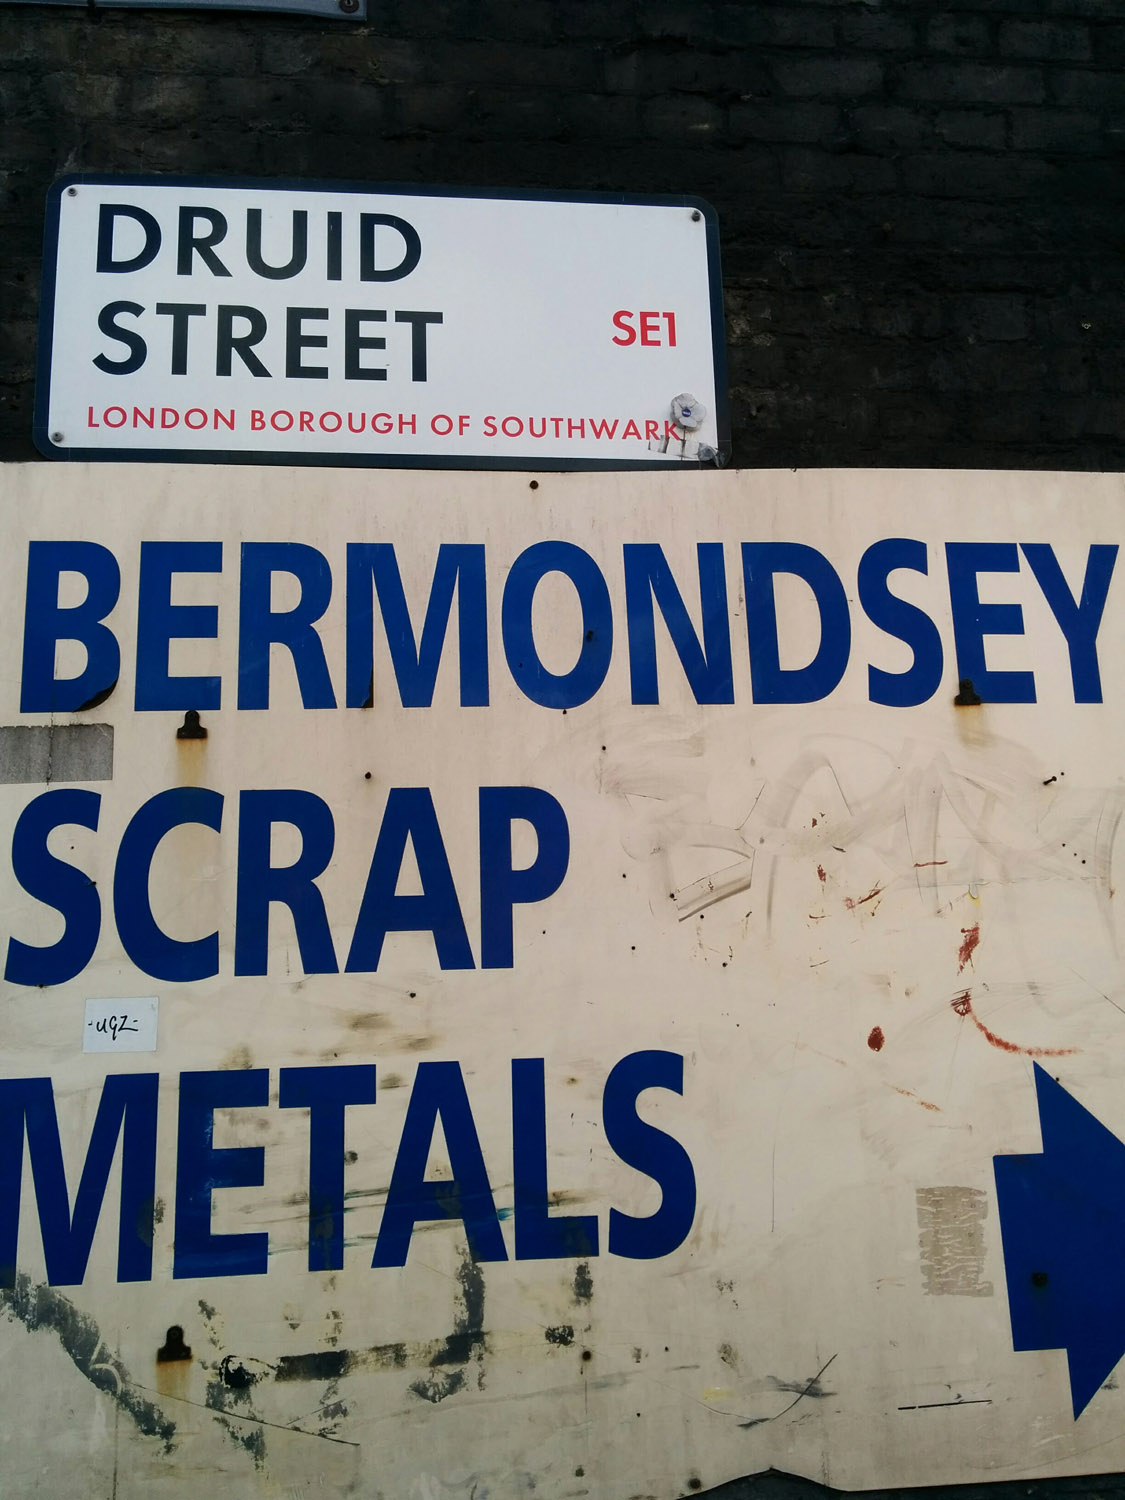 DRUID
STREET
SE1
LONDON BOROUGH OF SOUTHWARK
BERMONDSEY
SCRAP
-UGZ-
METALS